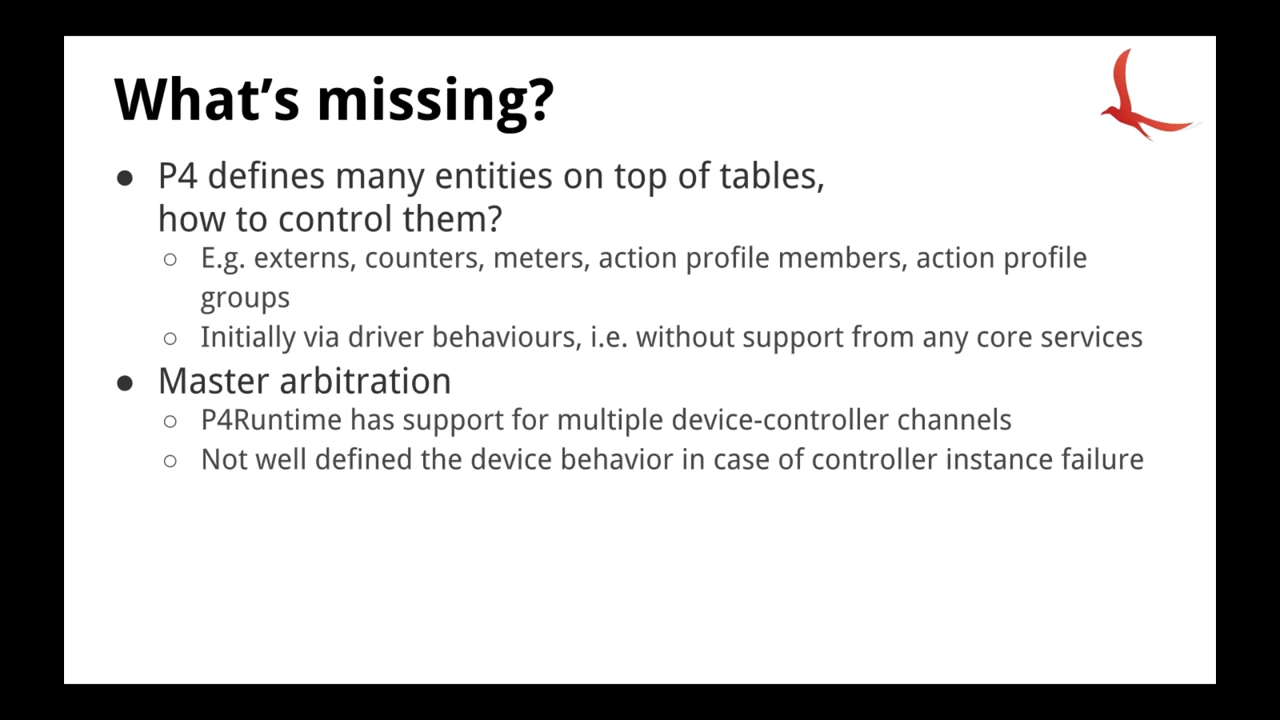 What’s missing?
● P4 defines many entities on top of tables,
how to control them?
○ E.g. externs, counters, meters, action profile members, action profile
groups
○ Initially via driver behaviours, i.e. without support from any core services
● Master arbitration
○ P4Runtime has support for multiple device-controller channels
○ Not well defined the device behavior in case of controller instance failure